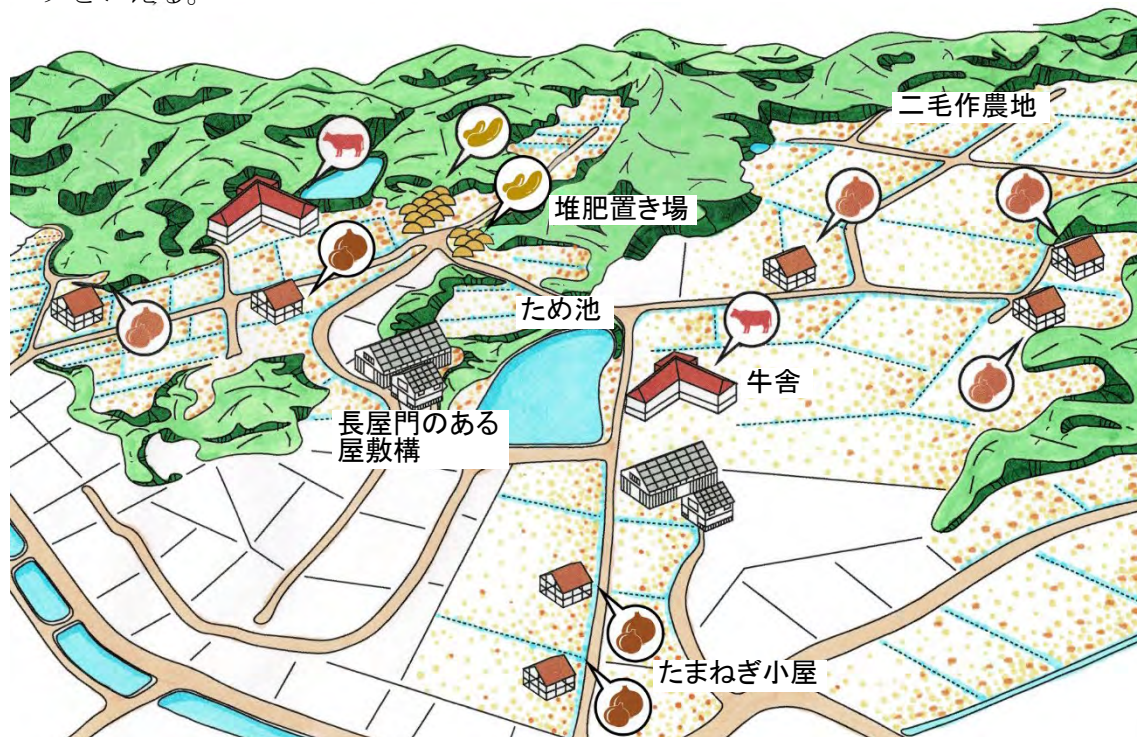 二毛作農地
堆肥置き場
ため池
牛舎
長屋門のある
屋敷構
たまねぎ小屋